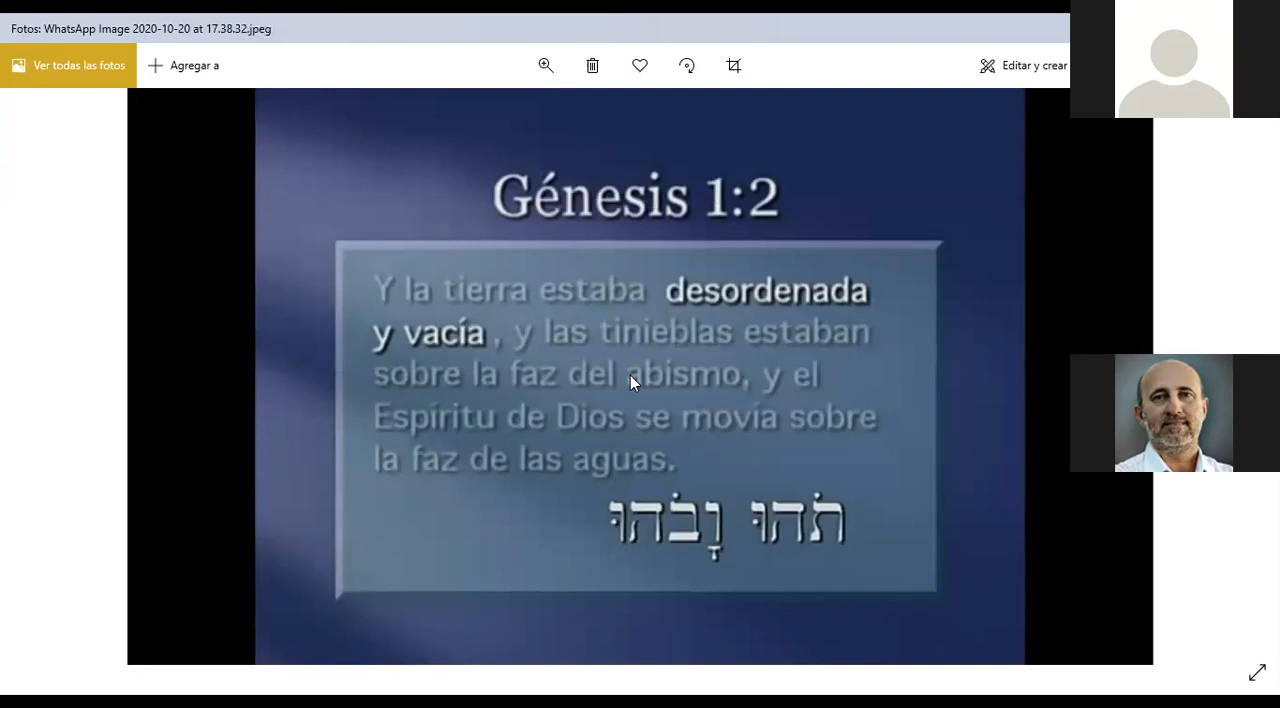 Fotos: WhatsApp Image 2020-10-20 at 17.38.32.jpeg
Ver todas las fotos
Agregar a
Editar y crear
Génesis 1:2
Y la tierra estaba desordenada
y vacía, y las tinieblas estaban
sobre la faz del abismo, y el
Espíritu de Dios se movía sobre
la faz de las aguas.
תֹהוּ וָבֹהוּ